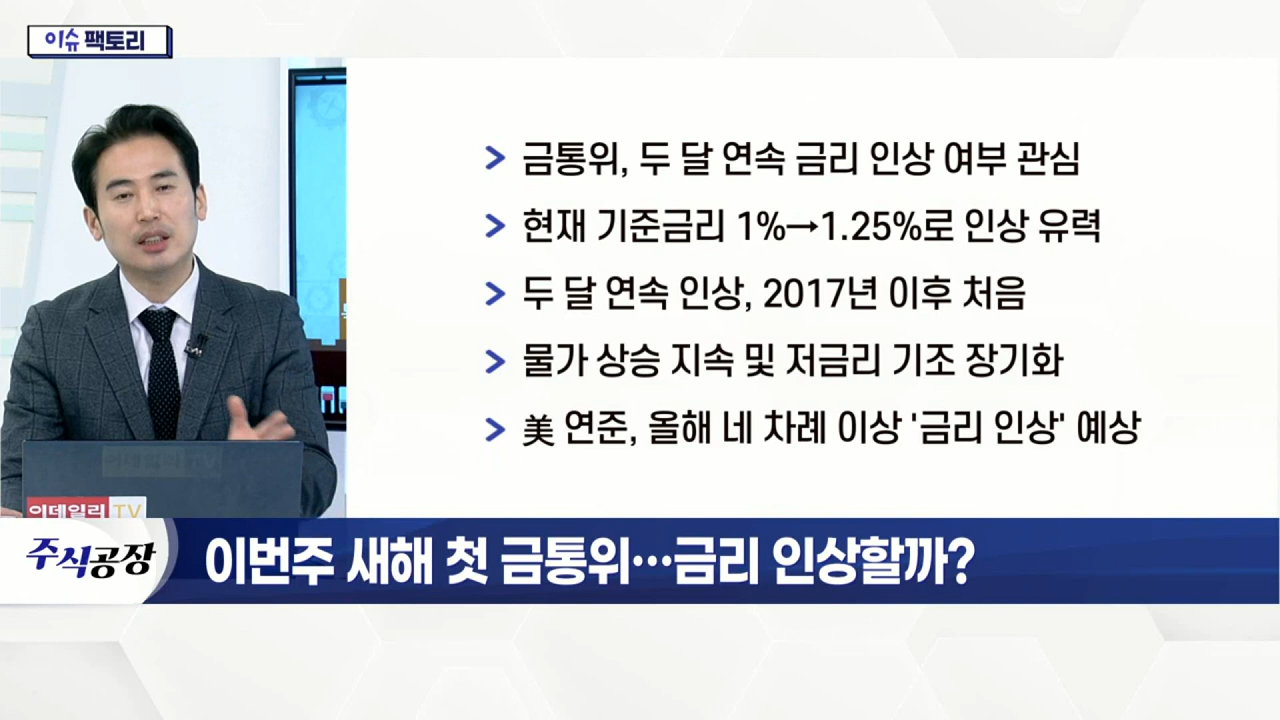 이슈 팩토리
> 금통위, 두 달 연속 금리 인상 여부 관심
> 현재 기준금리 1%→1.25%로 인상 유력
> 두 달 연속 인상, 2017년 이후 처음
> 물가 상승 지속 및 저금리 기조 장기화
> 美 연준, 올해 네 차례 이상 '금리 인상' 예상
이데일리TV
주식공장
이번주 새해 첫 금통위…금리 인상할까?